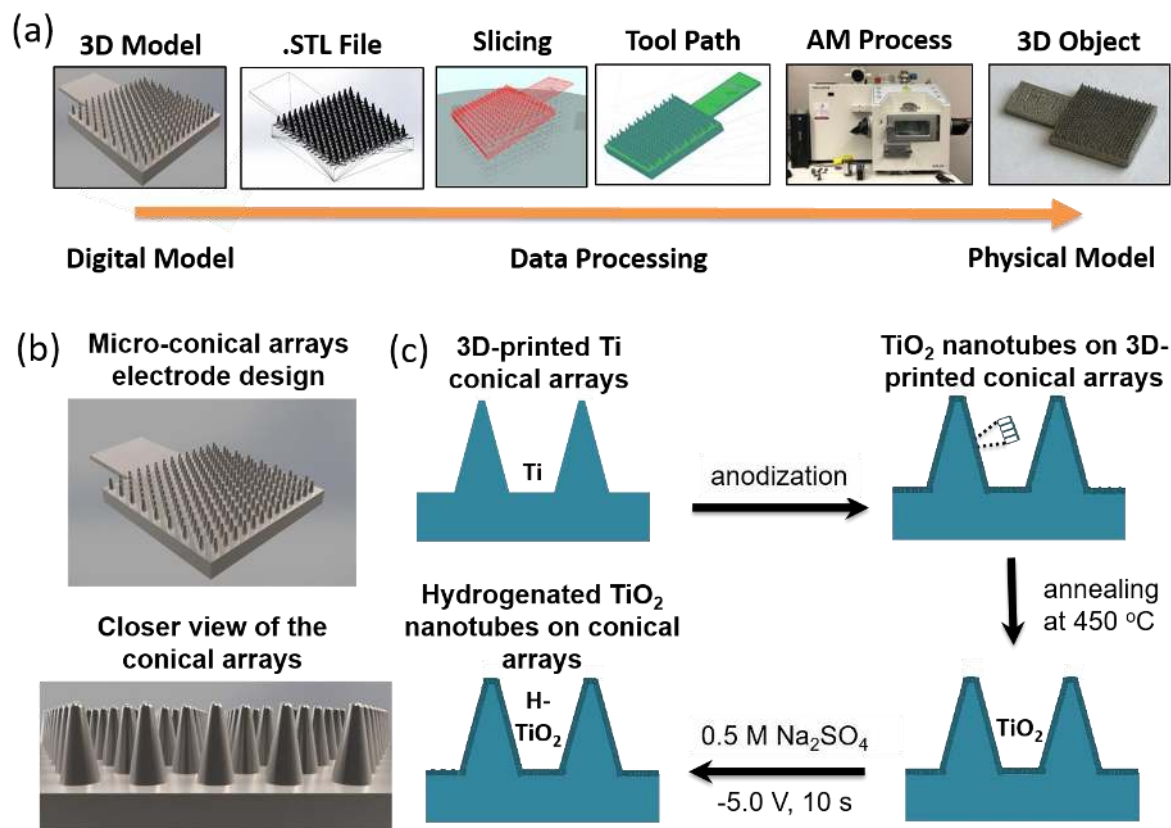 (a)
3D Model
.STL File
Slicing
Tool Path
AM Process
3D Object
Digital Model
Data Processing
Physical Model
(b)
Micro-conical arrays
electrode design
Closer view of the
conical arrays
(c)
3D-printed Ti
conical arrays
Ti
anodization
TiO₂ nanotubes on 3D-
printed conical arrays
annealing
at 450 °C
TiO₂
0.5 M Na₂SO₄
-5.0 V, 10 s
Hydrogenated TiO₂
nanotubes on conical
arrays
H-
TiO₂